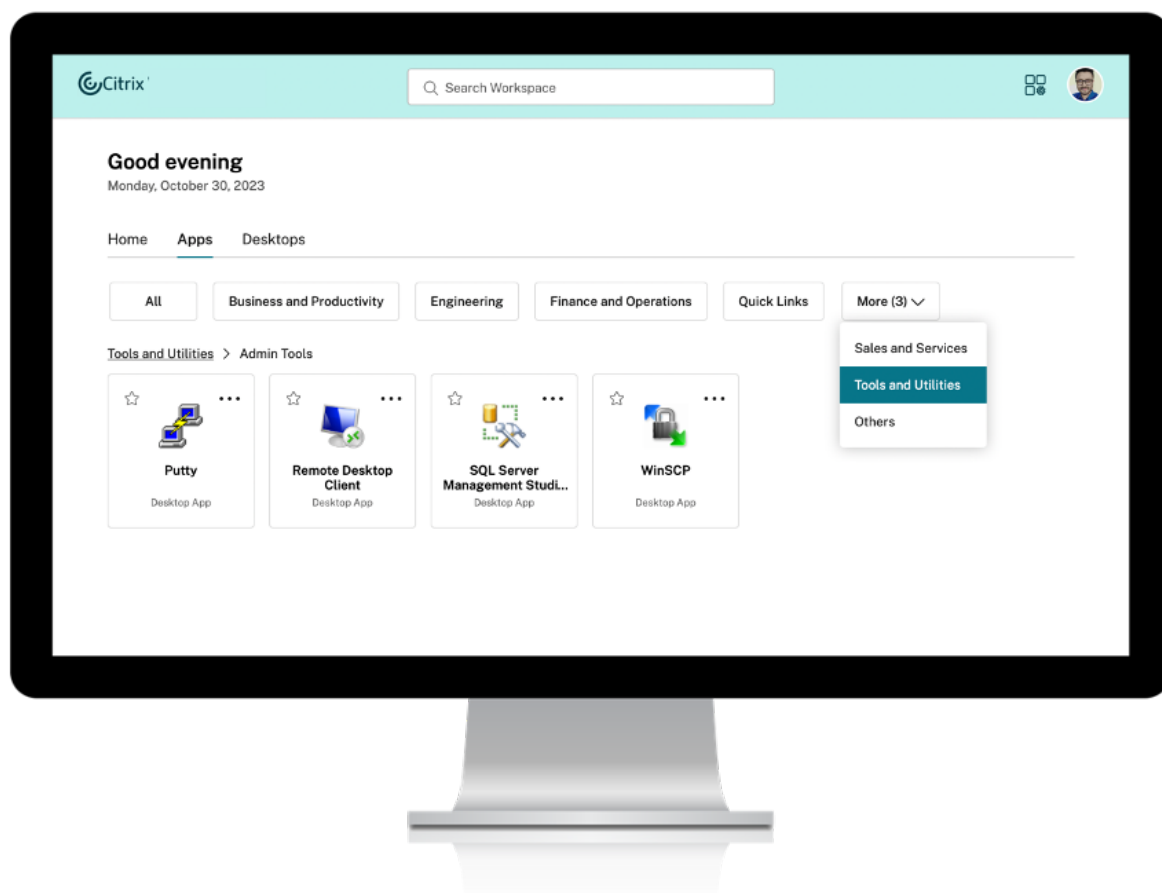 Citrix
Search Workspace
Good evening
Monday, October 30, 2023
Home Apps Desktops
All Business and Productivity Engineering Finance and Operations Quick Links More (3)
Sales and Services
Tools and Utilities
Others
Tools and Utilities > Admin Tools
Putty
Desktop App
Remote Desktop
Client
Desktop App
SQL Server
Management Studi...
Desktop App
WinSCP
Desktop App